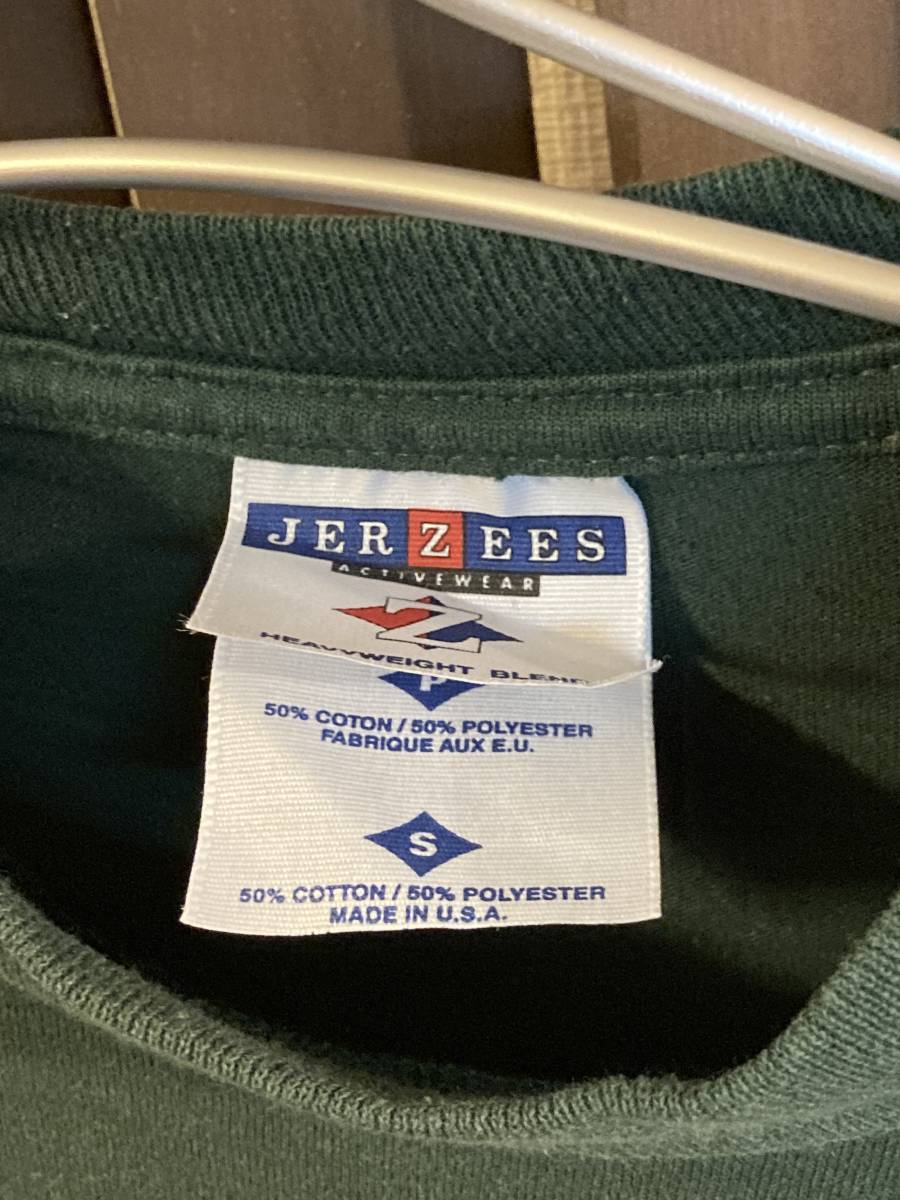 JERZEES
ACTIVEWEAR
Z
HEAVYWEIGHT BLEND
P
50% COTON / 50% POLYESTER
FABRIQUE AUX E.U.
S
50% COTTON / 50% POLYESTER
MADE IN U.S.A.